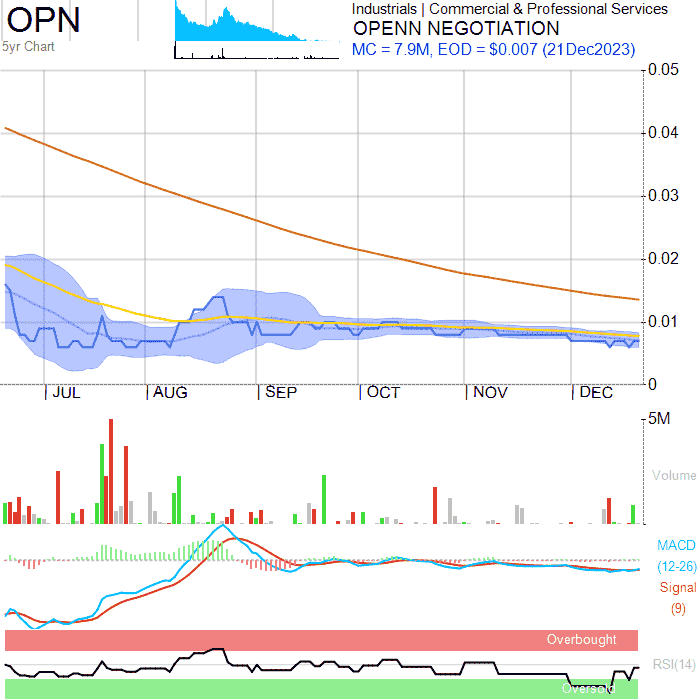 OPN
5yr Chart
Industrials | Commercial & Professional Services
OPENN NEGOTIATION
MC = 7.9M, EOD = $0.007 (21Dec2023)
0.05
0.04
0.03
0.02
0.01
0
JUL AUG SEP OCT NOV DEC
5M
Volume
MACD
(12-26)
Signal
(9)
Overbought
RSI(14)
Oversold